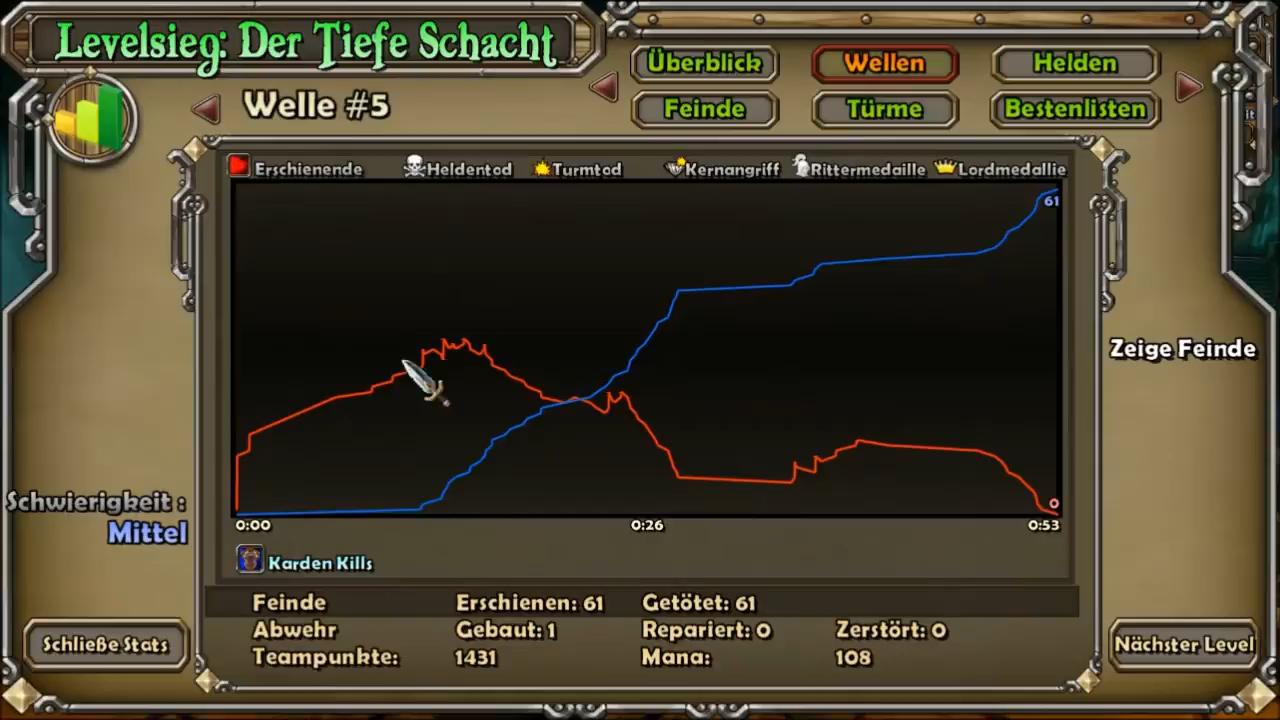 Levelsieg: Der Tiefe Schacht
Überblick
Wellen
Helden
Feinde
Türme
Bestenlisten
Welle #5
Erschienende
Heldentod
Turmtod
Kernangriff
Rittermedaille
Lordmedallie
61
0
0:00
0:26
0:53
Zeige Feinde
Schwierigkeit :
Mittel
Karden Kills
Feinde Erschienen: 61 Getötet: 61
Abwehr Gebaut: 1 Repariert: 0 Zerstört: 0
Teampunkte: 1431 Mana: 108
Schließe Stats
Nächster Level